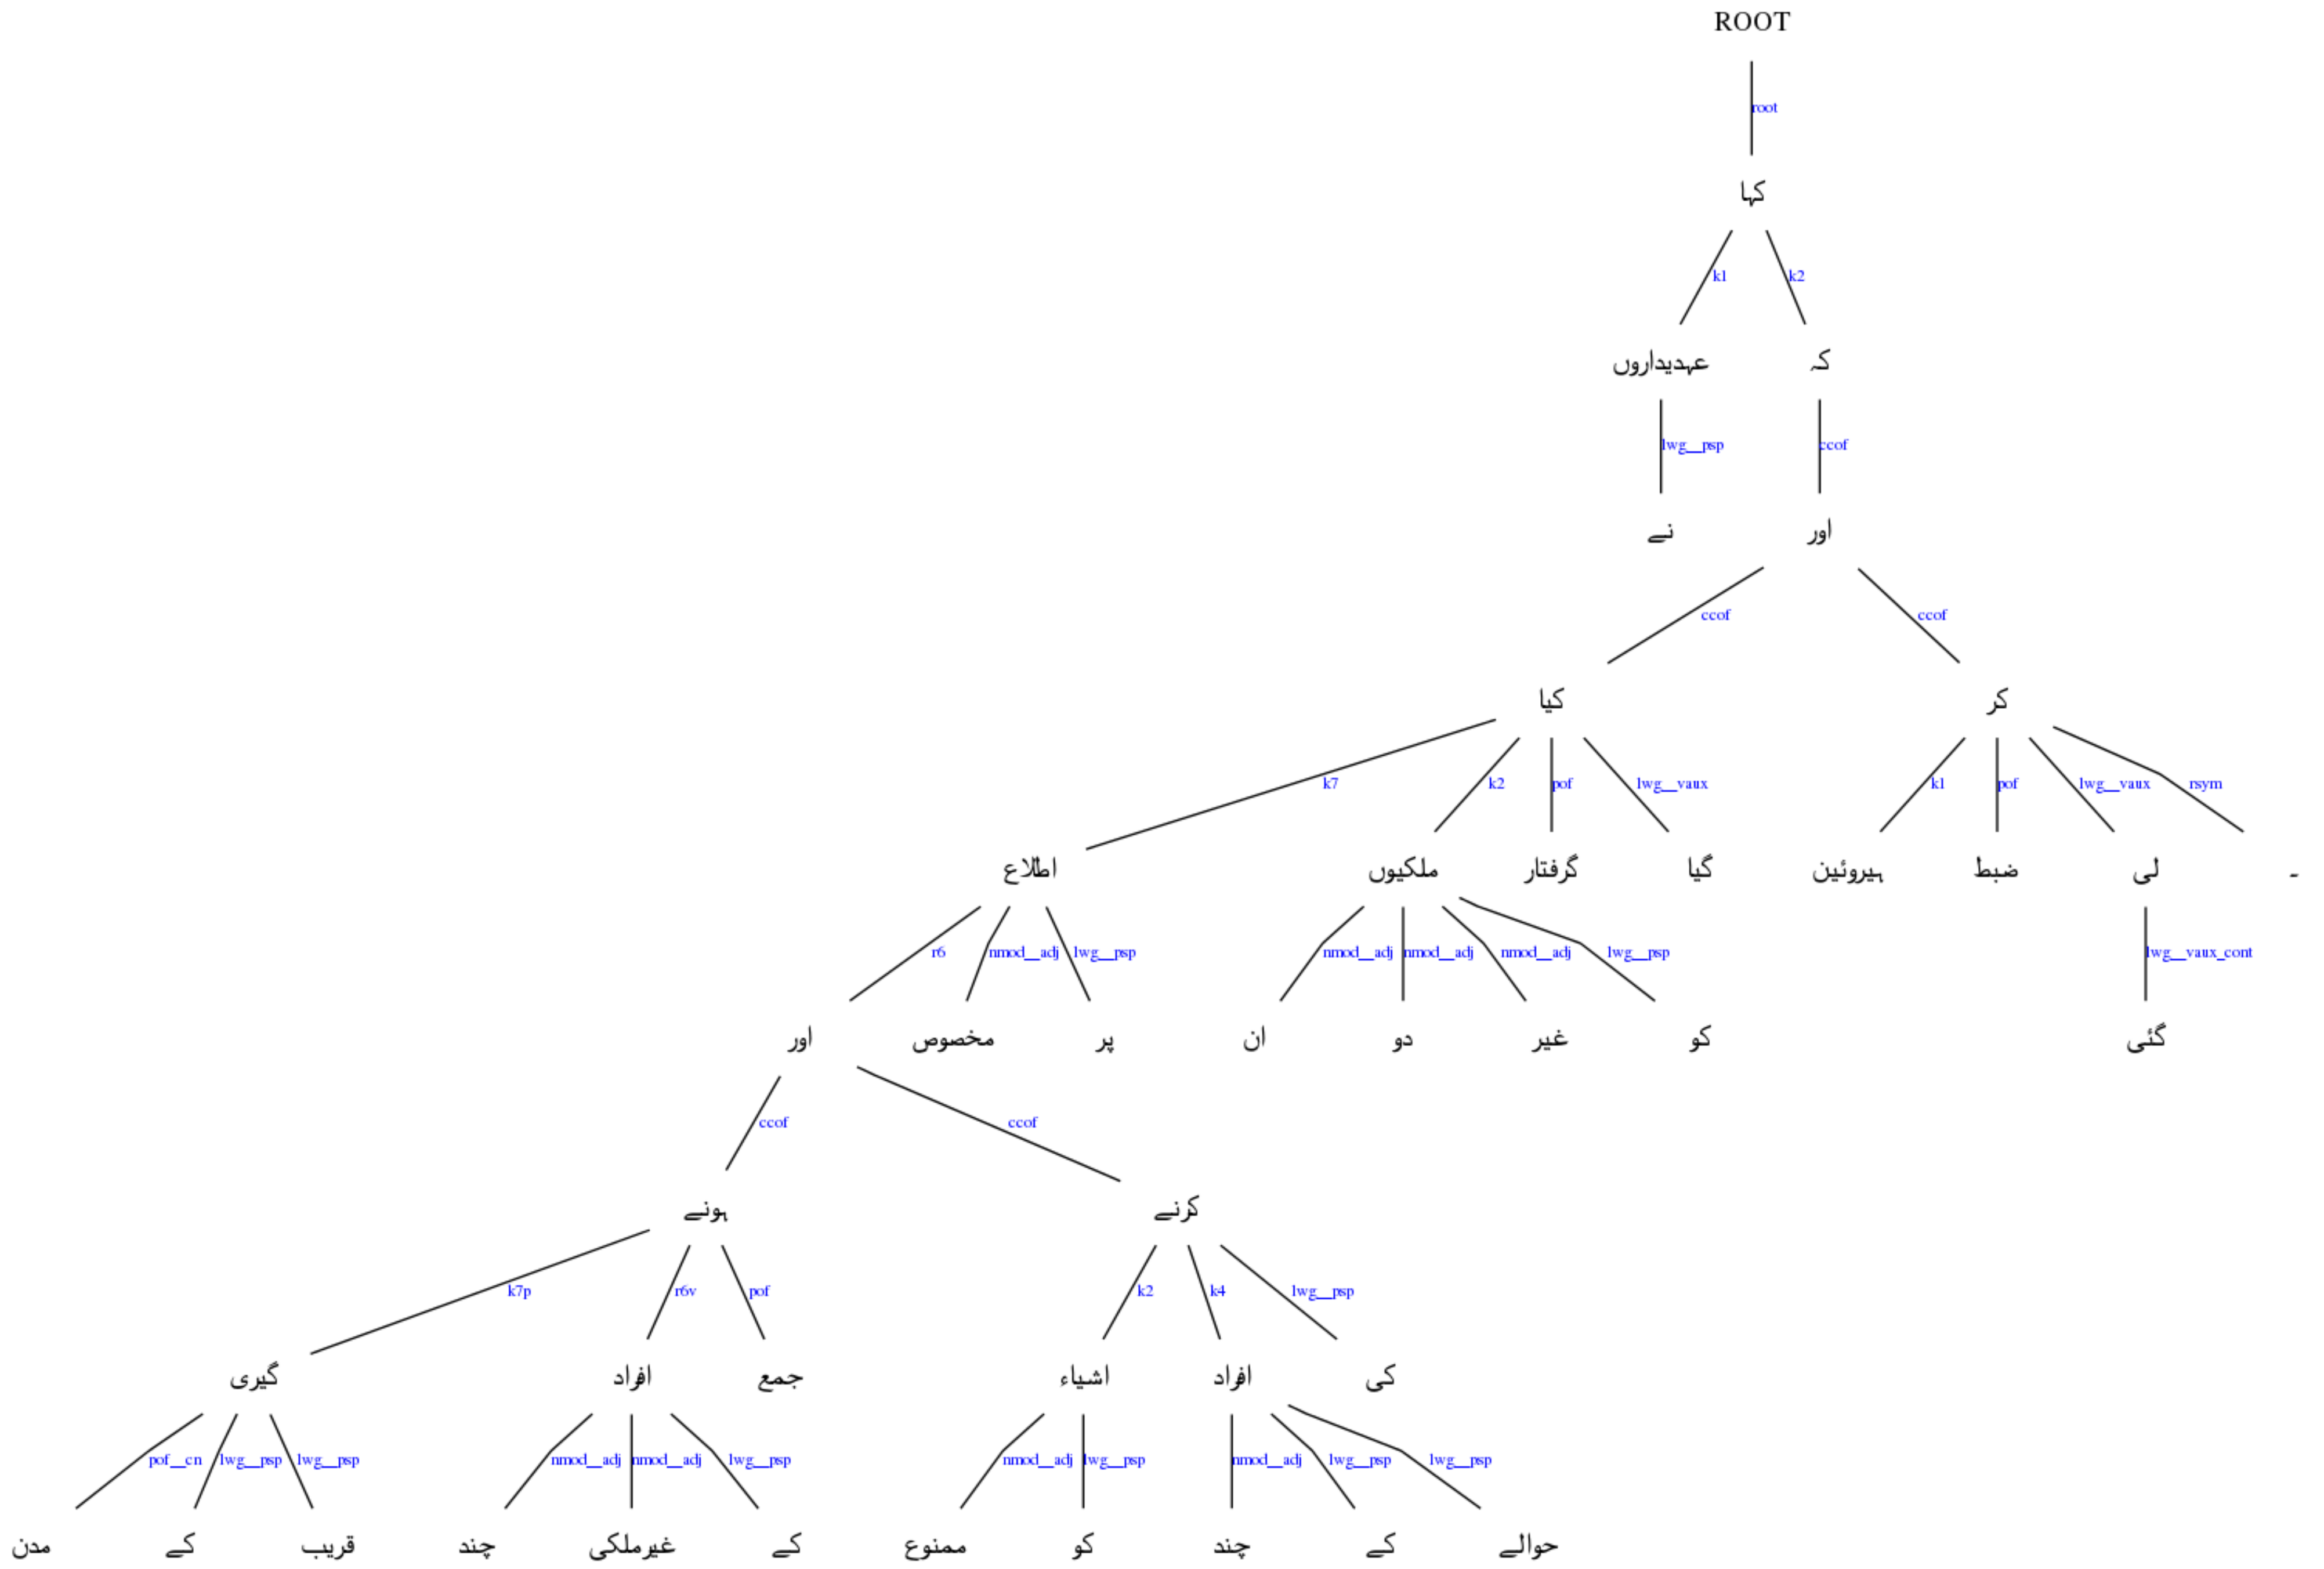 ROOT
root
کہا
k1 k2
عہدیداروں کہ
lwg__psp ccof
نے اور
ccof ccof
کیا کر
k7 k2 pof lwg__vaux k1 pof lwg__vaux rsym
اطلاع ملکیوں گرفتار گیا ہیروئین ضبط لی ۔
r6 nmod__adj lwg__psp nmod__adj nmod__adj nmod__adj lwg__psp lwg__vaux_cont
اور مخصوص پر ان دو غیر کو گئی
ccof ccof
ہونے کرنے
k7p r6v pof k2 k4 lwg__psp
گیری افراد جمع اشیاء افراد کی
pof__cn lwg__psp lwg__psp nmod__adj nmod__adj lwg__psp nmod__adj lwg__psp nmod__adj lwg__psp lwg__psp
مدن کے قریب چند غیرملکی کے ممنوع کو چند کے حوالے